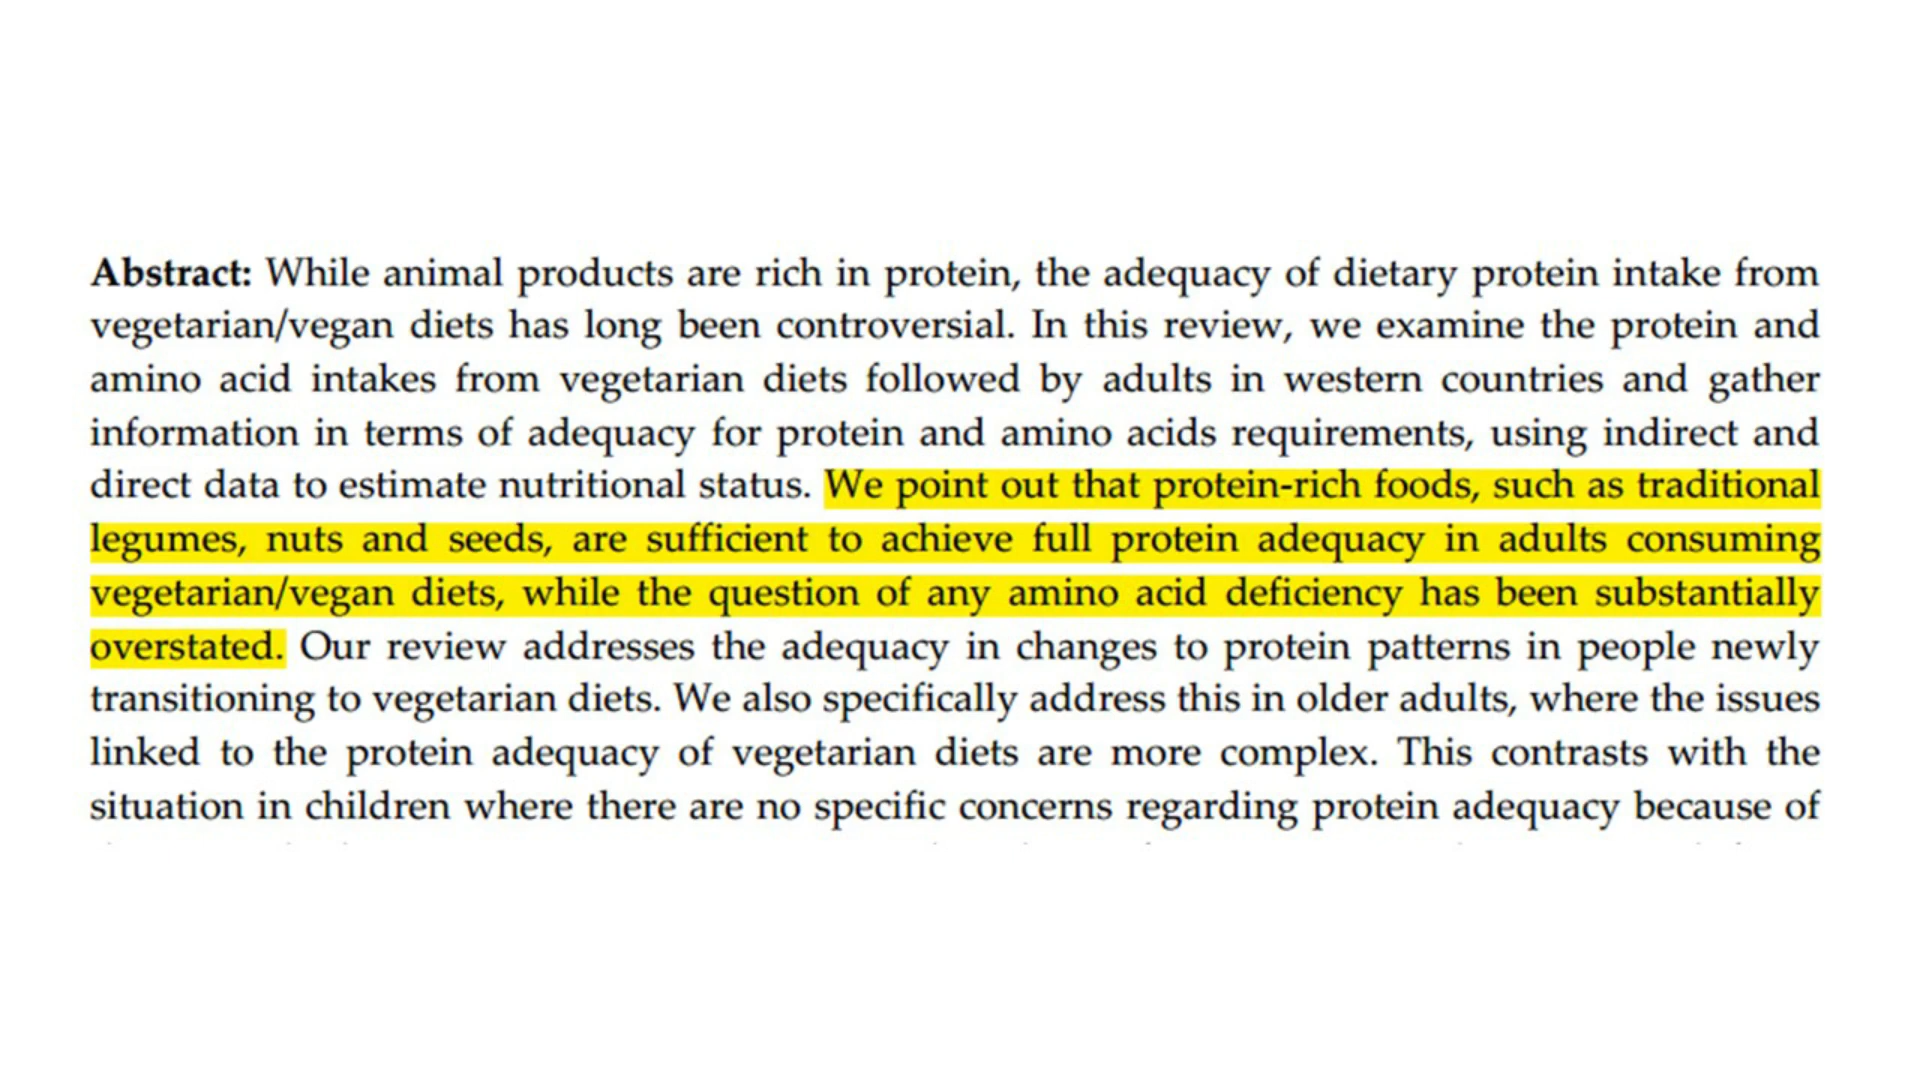 Abstract: While animal products are rich in protein, the adequacy of dietary protein intake from
vegetarian/vegan diets has long been controversial. In this review, we examine the protein and
amino acid intakes from vegetarian diets followed by adults in western countries and gather
information in terms of adequacy for protein and amino acids requirements, using indirect and
direct data to estimate nutritional status. We point out that protein-rich foods, such as traditional
legumes, nuts and seeds, are sufficient to achieve full protein adequacy in adults consuming
vegetarian/vegan diets, while the question of any amino acid deficiency has been substantially
overstated. Our review addresses the adequacy in changes to protein patterns in people newly
transitioning to vegetarian diets. We also specifically address this in older adults, where the issues
linked to the protein adequacy of vegetarian diets are more complex. This contrasts with the
situation in children where there are no specific concerns regarding protein adequacy because of